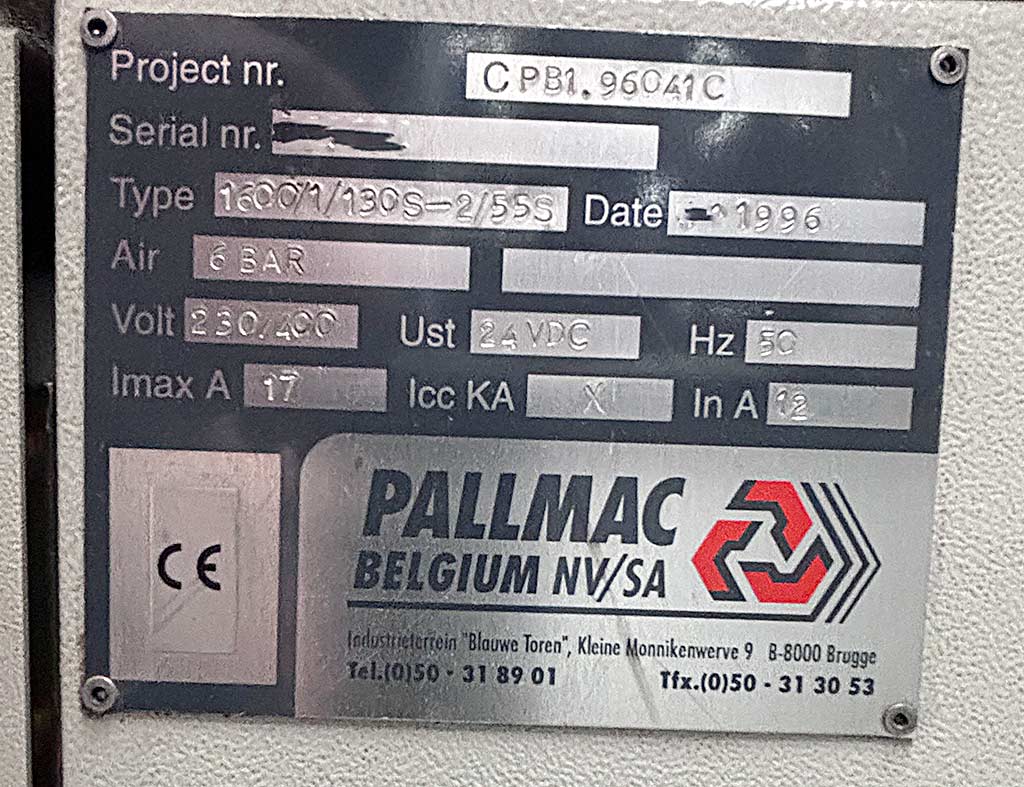 Project nr. CPB1.96041C
Serial nr.
Type 1600/1/130S-2/55S Date 1996
Air 6 BAR
Volt 230/400 Ust 24VDC Hz 50
Imax A 17 Icc KA X In A 12
CE
PALLMAC
BELGIUM NV/SA
Industrieterrein "Blauwe Toren", Kleine Monnikenwerve 9 B-8000 Brugge
Tel.(0)50 - 31 89 01 Tfx.(0)50 - 31 30 53